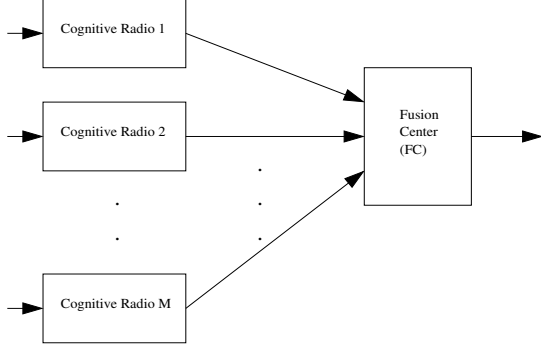 Cognitive Radio 1
Cognitive Radio 2
Fusion
Center
(FC)
Cognitive Radio M